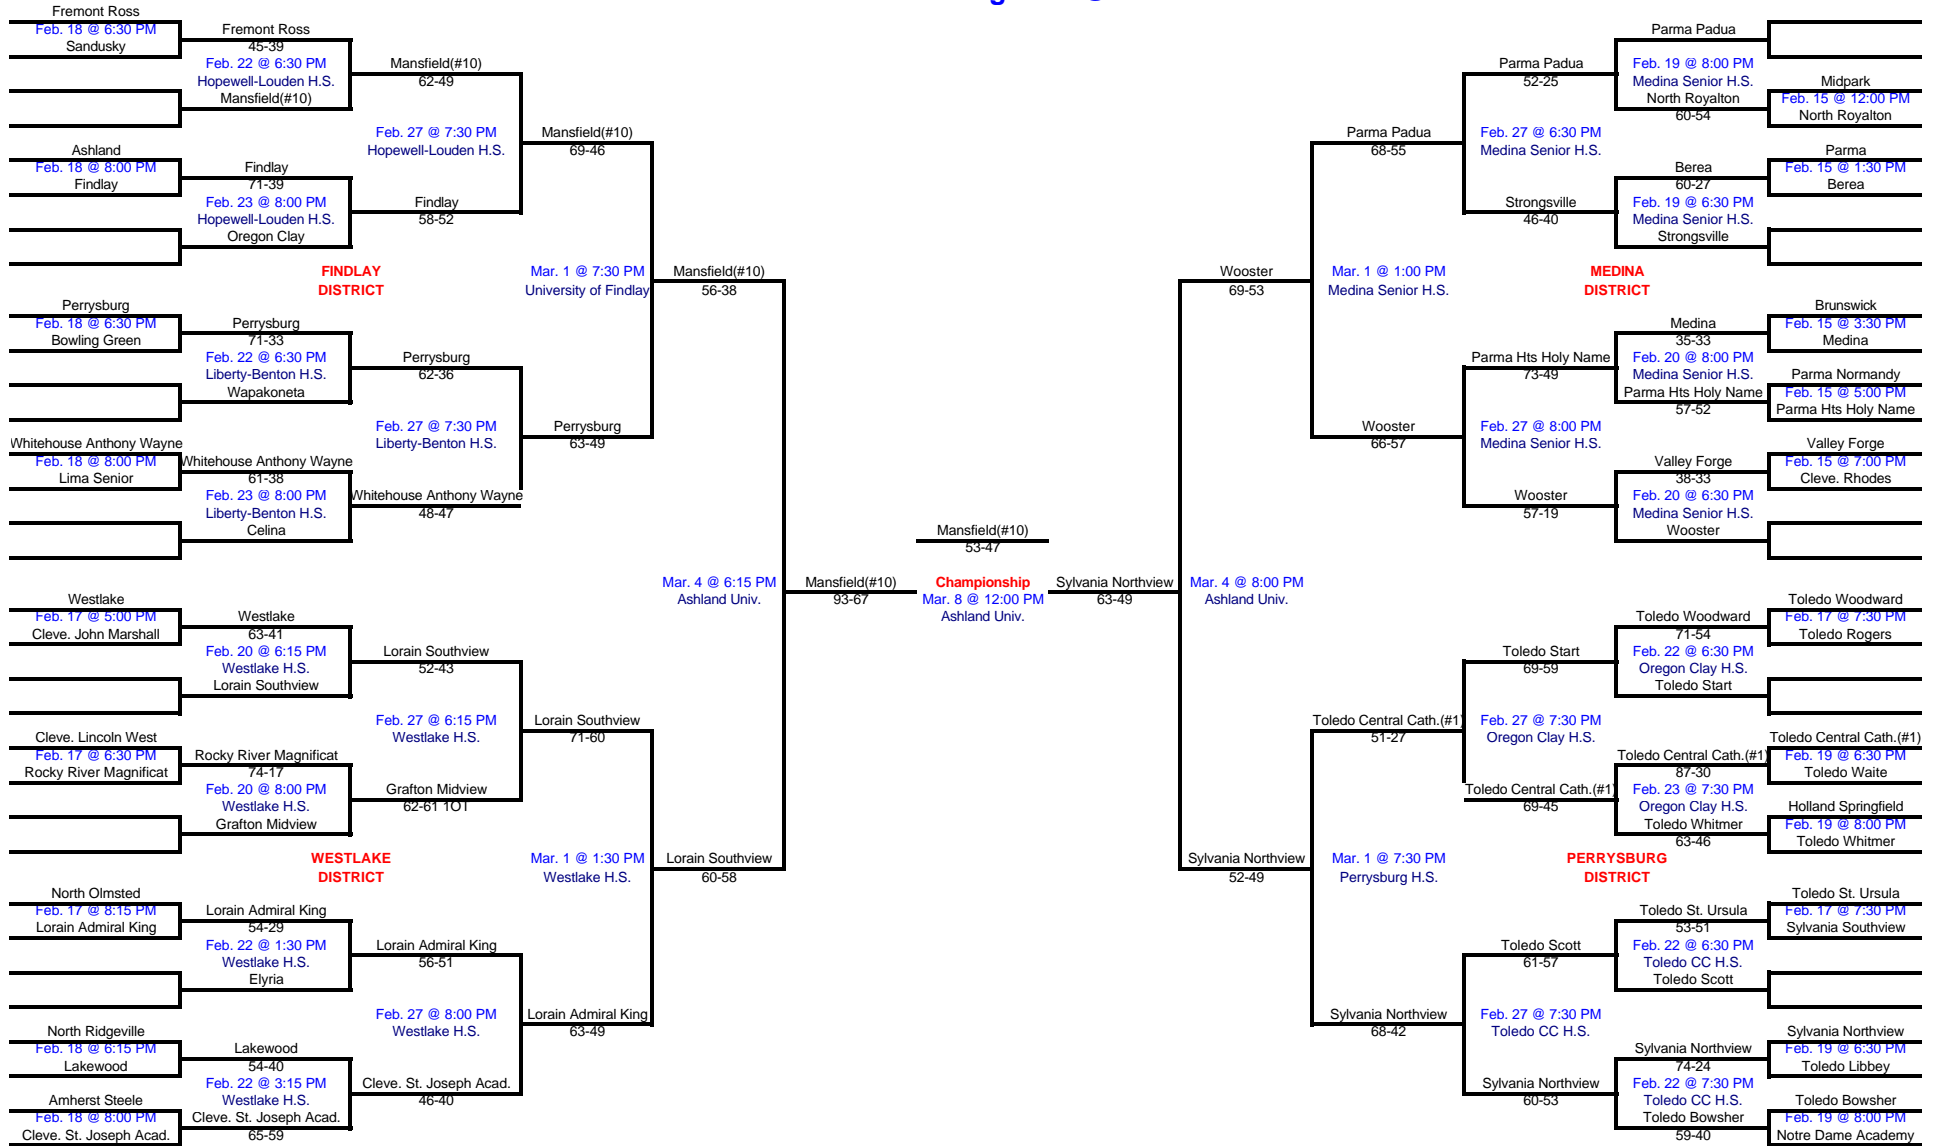 Fremont Ross
Feb. 18 @ 6:30 PM
Sandusky
Ashland
Feb. 18 @ 8:00 PM
Findlay
Perrysburg
Feb. 18 @ 6:30 PM
Bowling Green
Whitehouse Anthony Wayne
Feb. 18 @ 8:00 PM
Lima Senior
Westlake
Feb. 17 @ 5:00 PM
Cleve. John Marshall
Cleve. Lincoln West
Feb. 17 @ 6:30 PM
Rocky River Magnificat
North Olmsted
Feb. 17 @ 8:15 PM
Lorain Admiral King
North Ridgeville
Feb. 18 @ 6:15 PM
Lakewood
Amherst Steele
Feb. 18 @ 8:00 PM
Cleve. St. Joseph Acad.
Fremont Ross
45-39
Feb. 22 @ 6:30 PM
Hopewell-Louden H.S.
Mansfield(#10)
Findlay
71-39
Feb. 23 @ 8:00 PM
Hopewell-Louden H.S.
Oregon Clay
Perrysburg
71-33
Feb. 22 @ 6:30 PM
Liberty-Benton H.S.
Wapakoneta
Whitehouse Anthony Wayne
61-38
Feb. 23 @ 8:00 PM
Liberty-Benton H.S.
Celina
Westlake
63-41
Feb. 20 @ 6:15 PM
Westlake H.S.
Lorain Southview
Rocky River Magnificat
74-17
Feb. 20 @ 8:00 PM
Westlake H.S.
Grafton Midview
Lorain Admiral King
54-29
Feb. 22 @ 1:30 PM
Westlake H.S.
Elyria
Lakewood
54-40
Feb. 22 @ 3:15 PM
Westlake H.S.
Cleve. St. Joseph Acad.
65-59
Mansfield(#10)
62-49
Feb. 27 @ 7:30 PM
Hopewell-Louden H.S.
Findlay
58-52
FINDLAY
DISTRICT
Perrysburg
62-36
Feb. 27 @ 7:30 PM
Liberty-Benton H.S.
Whitehouse Anthony Wayne
48-47
Lorain Southview
52-43
Feb. 27 @ 6:15 PM
Westlake H.S.
Grafton Midview
62-61 1OT
WESTLAKE
DISTRICT
Lorain Admiral King
56-51
Feb. 27 @ 8:00 PM
Westlake H.S.
Cleve. St. Joseph Acad.
46-40
Mansfield(#10)
69-46
Mar. 1 @ 7:30 PM
University of Findlay
Perrysburg
63-49
Lorain Southview
71-60
Mar. 1 @ 1:30 PM
Westlake H.S.
Lorain Admiral King
63-49
Mansfield(#10)
56-38
Mar. 4 @ 6:15 PM
Ashland Univ.
Lorain Southview
60-58
Mansfield(#10)
93-67
Mansfield(#10)
53-47
Championship
Mar. 8 @ 12:00 PM
Ashland Univ.
Sylvania Northview
63-49
Wooster
69-53
Mar. 4 @ 8:00 PM
Ashland Univ.
Sylvania Northview
52-49
Parma Padua
68-55
Mar. 1 @ 1:00 PM
Medina Senior H.S.
Wooster
66-57
Toledo Central Cath.(#1)
51-27
Mar. 1 @ 7:30 PM
Perrysburg H.S.
Sylvania Northview
68-42
Parma Padua
52-25
Feb. 27 @ 6:30 PM
Medina Senior H.S.
Strongsville
46-40
MEDINA
DISTRICT
Parma Hts Holy Name
73-49
Feb. 27 @ 8:00 PM
Medina Senior H.S.
Wooster
57-19
Toledo Start
69-59
Feb. 27 @ 7:30 PM
Oregon Clay H.S.
Toledo Central Cath.(#1)
69-45
PERRYSBURG
DISTRICT
Toledo Scott
61-57
Feb. 27 @ 7:30 PM
Toledo CC H.S.
Sylvania Northview
60-53
Parma Padua
Feb. 19 @ 8:00 PM
Medina Senior H.S.
North Royalton
60-54
Berea
60-27
Feb. 19 @ 6:30 PM
Medina Senior H.S.
Strongsville
Medina
35-33
Feb. 20 @ 8:00 PM
Medina Senior H.S.
Parma Hts Holy Name
57-52
Valley Forge
38-33
Feb. 20 @ 6:30 PM
Medina Senior H.S.
Wooster
Toledo Woodward
71-54
Feb. 22 @ 6:30 PM
Oregon Clay H.S.
Toledo Start
Toledo Central Cath.(#1)
87-30
Feb. 23 @ 7:30 PM
Oregon Clay H.S.
Toledo Whitmer
63-46
Toledo St. Ursula
53-51
Feb. 22 @ 6:30 PM
Toledo CC H.S.
Toledo Scott
Sylvania Northview
74-24
Feb. 22 @ 7:30 PM
Toledo CC H.S.
Toledo Bowsher
59-40
Midpark
Feb. 15 @ 12:00 PM
North Royalton
Parma
Feb. 15 @ 1:30 PM
Berea
Brunswick
Feb. 15 @ 3:30 PM
Medina
Parma Normandy
Feb. 15 @ 5:00 PM
Parma Hts Holy Name
Valley Forge
Feb. 15 @ 7:00 PM
Cleve. Rhodes
Toledo Woodward
Feb. 17 @ 7:30 PM
Toledo Rogers
Toledo Central Cath.(#1)
Feb. 19 @ 6:30 PM
Toledo Waite
Holland Springfield
Feb. 19 @ 8:00 PM
Toledo Whitmer
Toledo St. Ursula
Feb. 17 @ 7:30 PM
Sylvania Southview
Sylvania Northview
Feb. 19 @ 6:30 PM
Toledo Libbey
Toledo Bowsher
Feb. 19 @ 8:00 PM
Notre Dame Academy